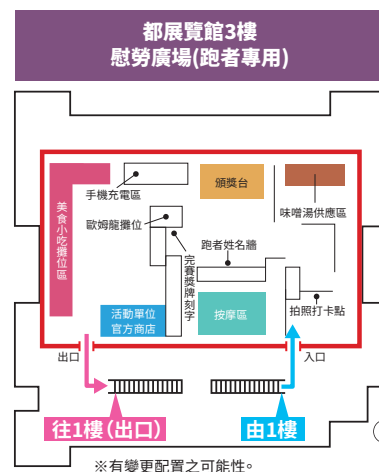 都展覽館3樓
慰勞廣場(跑者專用)
手機充電區
頒獎台
美食小吃攤位區
味噌湯供應區
歐姆龍攤位
完賽獎牌刻字
跑者姓名牆
活動單位
官方商店
按摩區
拍照打卡點
出口
入口
往1樓(出口)
由1樓
※有變更配置之可能性。